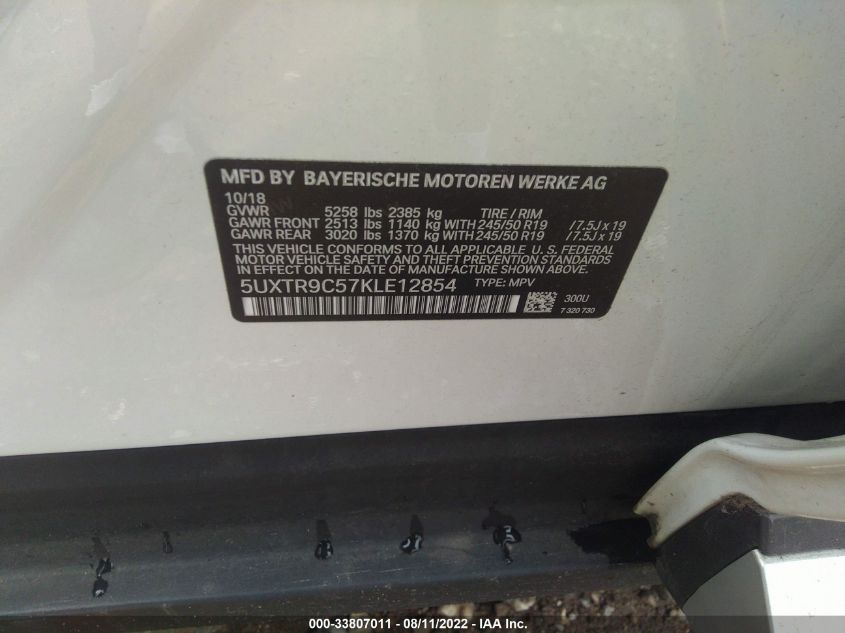 MFD BY BAYERISCHE MOTOREN WERKE AG
10/18
GVWR 5258 lbs 2385 kg TIRE / RIM
GAWR FRONT 2513 lbs 1140 kg WITH 245/50 R19 / 7.5J x 19
GAWR REAR 3020 lbs 1370 kg WITH 245/50 R19 / 7.5J x 19
THIS VEHICLE CONFORMS TO ALL APPLICABLE U. S. FEDERAL
MOTOR VEHICLE SAFETY AND THEFT PREVENTION STANDARDS
IN EFFECT ON THE DATE OF MANUFACTURE SHOWN ABOVE.
5UXTR9C57KLE12854 TYPE: MPV
300U
7 320 730
000-33807011 - 08/11/2022 - IAA Inc.